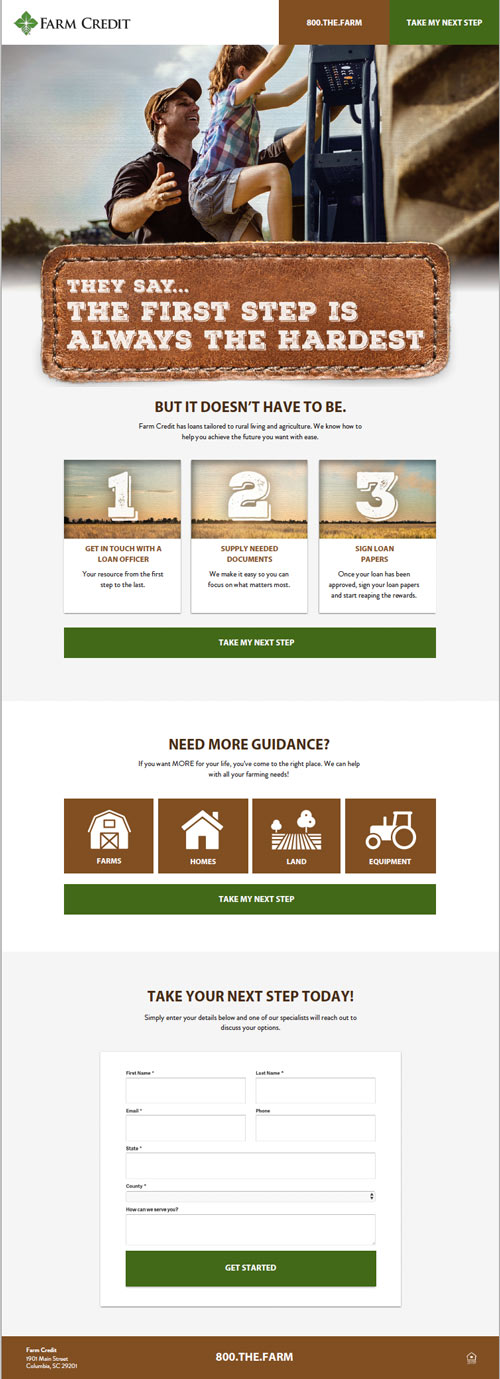 FARM CREDIT
800.THE.FARM
TAKE MY NEXT STEP
THEY SAY...
THE FIRST STEP IS
ALWAYS THE HARDEST
BUT IT DOESN'T HAVE TO BE.
Farm Credit has loans tailored to rural living and agriculture. We know how to
help you achieve the future you want with ease.
1
GET IN TOUCH WITH A
LOAN OFFICER
Your resource from the first
step to the last.
2
SUPPLY NEEDED
DOCUMENTS
We make it easy so you can
focus on what matters most.
3
SIGN LOAN
PAPERS
Once your loan has been
approved, sign your loan papers
and start reaping the rewards.
TAKE MY NEXT STEP
NEED MORE GUIDANCE?
If you want MORE for your life, you've come to the right place. We can help
with all your farming needs!
FARMS
HOMES
LAND
EQUIPMENT
TAKE MY NEXT STEP
TAKE YOUR NEXT STEP TODAY!
Simply enter your details below and one of our specialists will reach out to
discuss your options.
First Name *
Last Name *
Email *
Phone
State *
County *
How can we serve you?
GET STARTED
Farm Credit
1901 Main Street
Columbia, SC 29201
800.THE.FARM